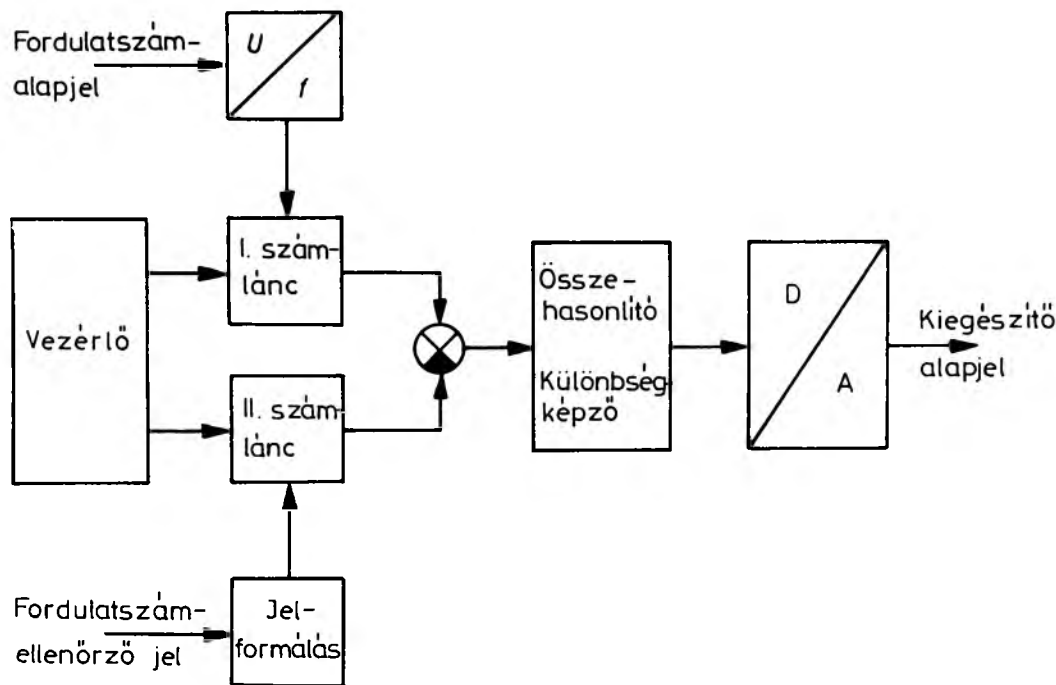 Fordulatszám-
alapjel
U
f
Vezérlő
I. szám-
lánc
II. szám-
lánc
Össze-
hasonlító
Különbség-
képző
D
A
Kiegészítő
alapjel
Fordulatszám-
ellenőrző jel
Jel-
formálás